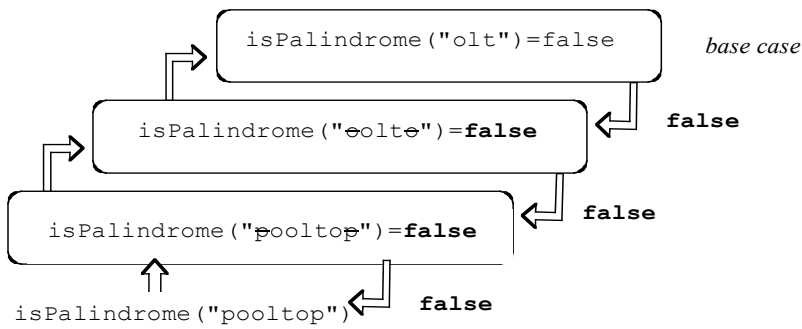 isPalindrome("olt")=false base case
isPalindrome("oolto")=false false
isPalindrome("pooltop")=false false
isPalindrome("pooltop") false